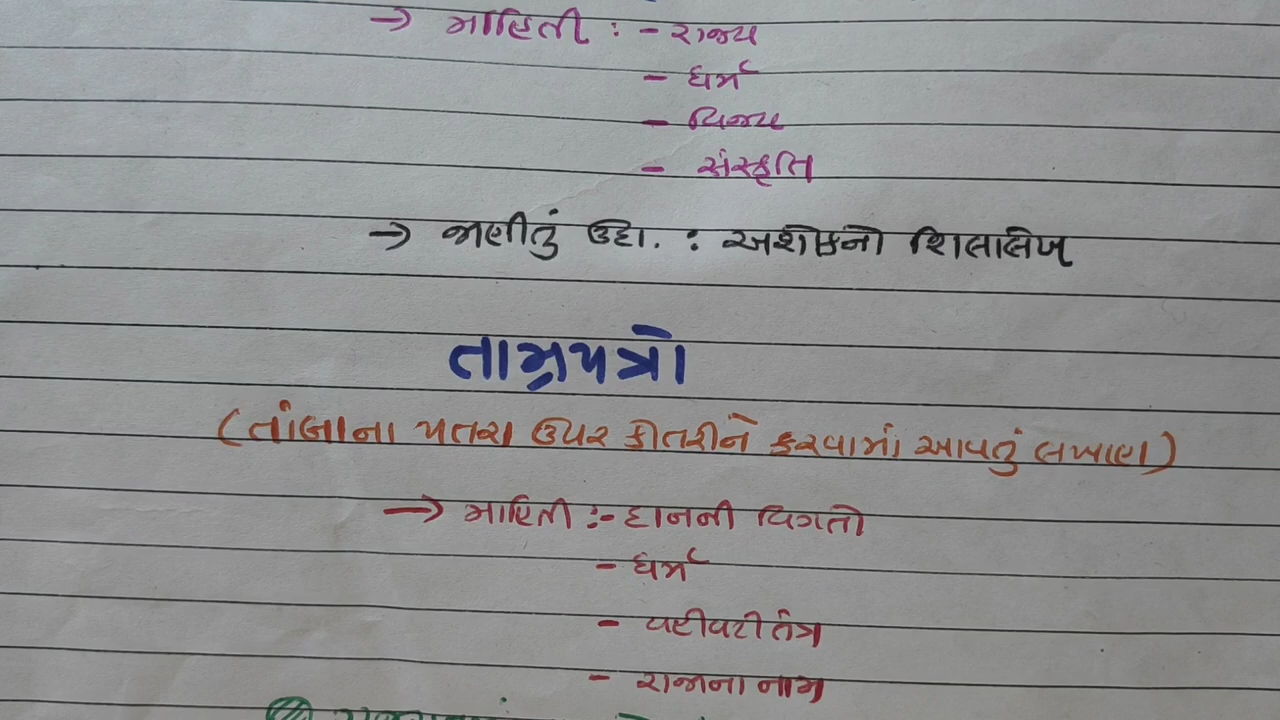 → માહિતી : - રાજ્ય
- ધર્મ
- વિજય
- સંસ્કૃતિ
→ જાણીતું ઉદા. : અશોકનો શિલાલેખ
તામ્રપત્રો
(તાંબાના પતરા ઉપર કોતરીને કરવામાં આવતું લખાણ)
→ માહિતી :- દાનની વિગતો
- ધર્મ
- વહીવટી તંત્ર
- રાજાના નામ